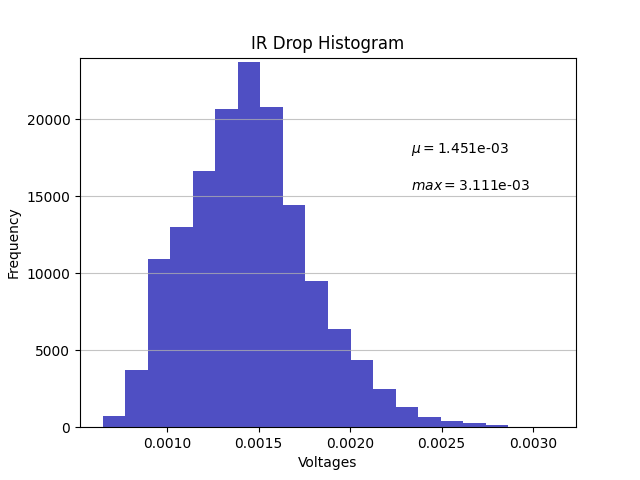 IR Drop Histogram
20000
15000
10000
5000
0
Frequency
μ = 1.451e-03
max = 3.111e-03
0.0010 0.0015 0.0020 0.0025 0.0030
Voltages